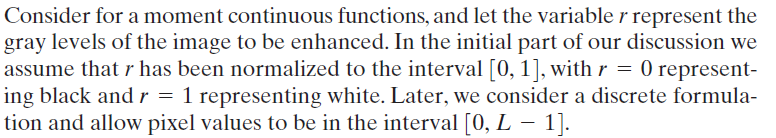 Consider for a moment continuous functions, and let the variable r represent the
gray levels of the image to be enhanced. In the initial part of our discussion we
assume that r has been normalized to the interval [0, 1], with r = 0 represent-
ing black and r = 1 representing white. Later, we consider a discrete formula-
tion and allow pixel values to be in the interval [0, L − 1].